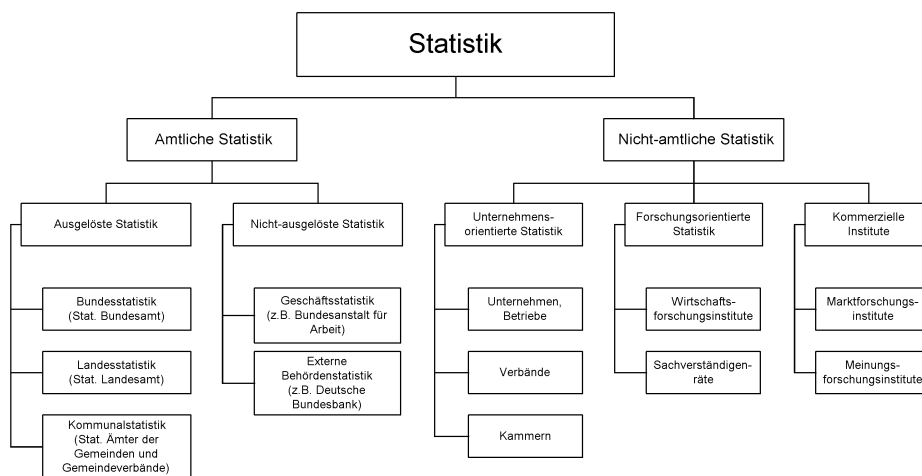 Statistik
Amtliche Statistik
Nicht-amtliche Statistik
Ausgelöste Statistik
Nicht-ausgelöste Statistik
Unternehmens-
orientierte Statistik
Forschungsorientierte
Statistik
Kommerzielle
Institute
Bundesstatistik
(Stat. Bundesamt)
Geschäftsstatistik
(z.B. Bundesanstalt für
Arbeit)
Unternehmen,
Betriebe
Wirtschafts-
forschungsinstitute
Marktforschungs-
institute
Landesstatistik
(Stat. Landesamt)
Externe
Behördenstatistik
(z.B. Deutsche
Bundesbank)
Verbände
Sachverständigen-
räte
Meinungs-
forschungsinstitute
Kommunalstatistik
(Stat. Ämter der
Gemeinden und
Gemeindeverbände)
Kammern